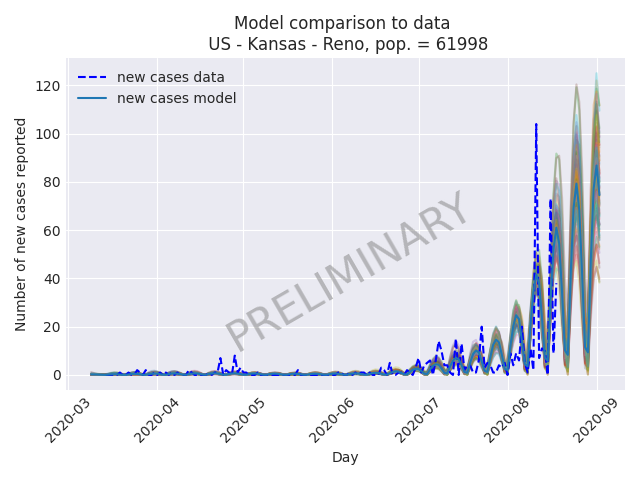 Model comparison to data
US - Kansas - Reno, pop. = 61998
new cases data
new cases model
Number of new cases reported
120
100
80
60
40
20
0
PRELIMINARY
2020-03
2020-04
2020-05
2020-06
2020-07
2020-08
2020-09
Day